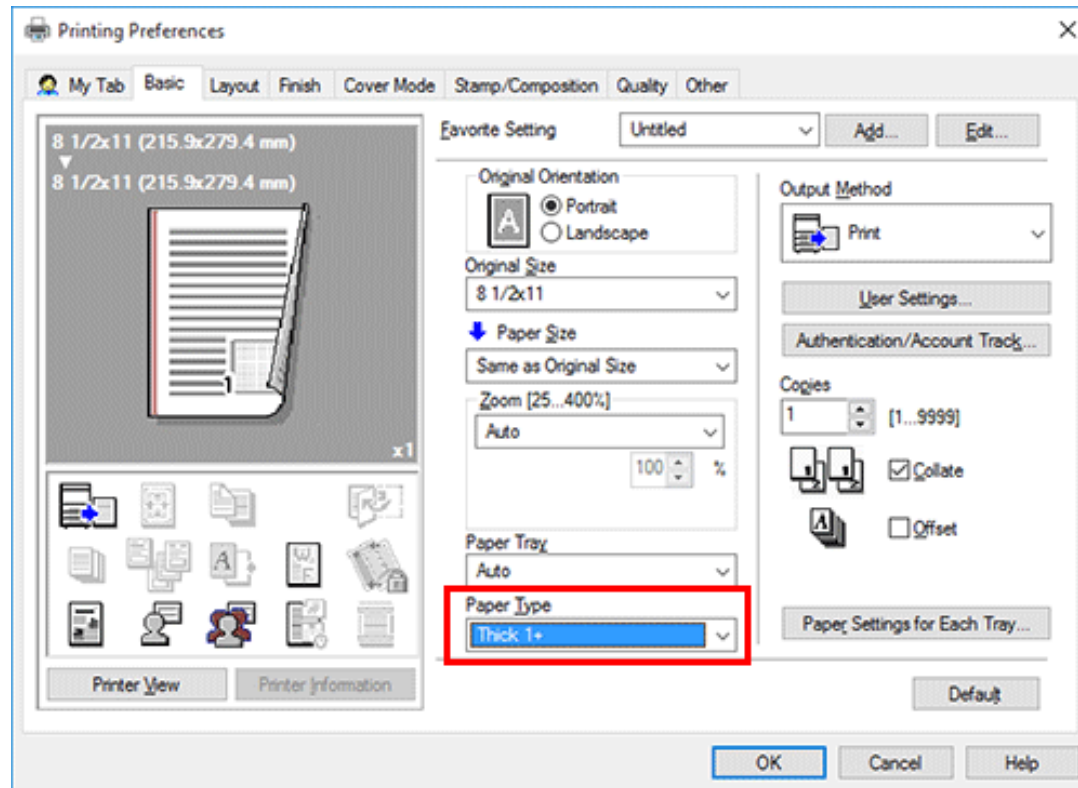 Printing Preferences
My Tab Basic Layout Finish Cover Mode Stamp/Composition Quality Other
8 1/2x11 (215.9x279.4 mm)
8 1/2x11 (215.9x279.4 mm)
1
x1
Printer View Printer Information
Favorite Setting Untitled Add... Edit...
Original Orientation
A
Portrait
Landscape
Original Size
8 1/2x11
Paper Size
Same as Original Size
Zoom [25...400%]
Auto
100 %
Paper Tray
Auto
Paper Type
Thick 1+
Output Method
Print
User Settings...
Authentication/Account Track...
Copies
1 [1...9999]
Collate
Offset
Paper Settings for Each Tray...
Default
OK Cancel Help